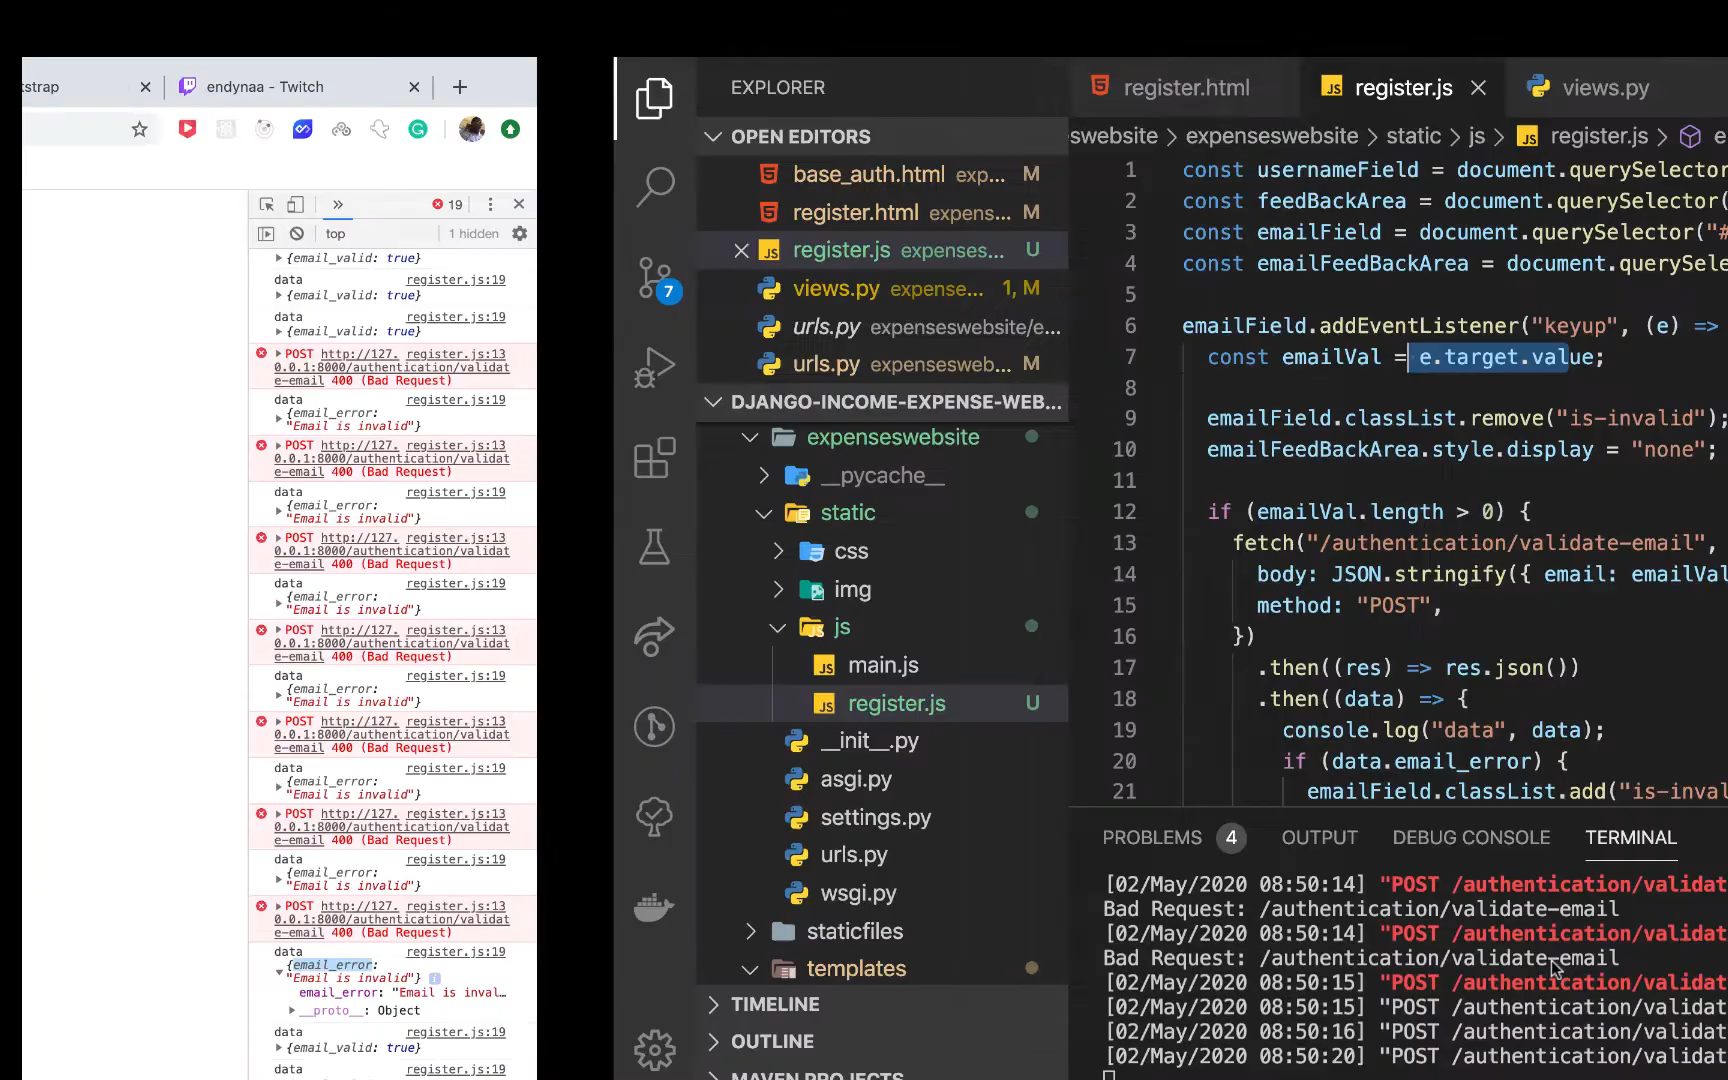 tstrap
endynaa - Twitch
19
top
1 hidden
{email_valid: true}
data register.js:19
{email_valid: true}
data register.js:19
{email_valid: true}
POST http://127. register.js:13
0.0.1:8000/authentication/validat
e-email 400 (Bad Request)
data register.js:19
{email_error:
"Email is invalid"}
POST http://127. register.js:13
0.0.1:8000/authentication/validat
e-email 400 (Bad Request)
data register.js:19
{email_error:
"Email is invalid"}
POST http://127. register.js:13
0.0.1:8000/authentication/validat
e-email 400 (Bad Request)
data register.js:19
{email_error:
"Email is invalid"}
POST http://127. register.js:13
0.0.1:8000/authentication/validat
e-email 400 (Bad Request)
data register.js:19
{email_error:
"Email is invalid"}
POST http://127. register.js:13
0.0.1:8000/authentication/validat
e-email 400 (Bad Request)
data register.js:19
{email_error:
"Email is invalid"}
POST http://127. register.js:13
0.0.1:8000/authentication/validat
e-email 400 (Bad Request)
data register.js:19
{email_error:
"Email is invalid"}
POST http://127. register.js:13
0.0.1:8000/authentication/validat
e-email 400 (Bad Request)
data register.js:19
{email_error:
"Email is invalid"}
email_error: "Email is inval…
__proto__: Object
data register.js:19
{email_valid: true}
data register.js:19
7
EXPLORER
OPEN EDITORS
base_auth.html exp... M
register.html expens... M
register.js expenses... U
views.py expense... 1, M
urls.py expenseswebsite/e...
urls.py expensesweb... M
DJANGO-INCOME-EXPENSE-WEB...
expenseswebsite
__pycache__
static
css
img
js
main.js
register.js U
__init__.py
asgi.py
settings.py
urls.py
wsgi.py
staticfiles
templates
TIMELINE
OUTLINE
MAVEN PROJECTS
register.html
register.js
views.py
eswebsite > expenseswebsite > static > js > register.js > e
1 const usernameField = document.querySelector
2 const feedBackArea = document.querySelector(
3 const emailField = document.querySelector("#
4 const emailFeedBackArea = document.querySele
5
6 emailField.addEventListener("keyup", (e) =>
7 const emailVal = e.target.value;
8
9 emailField.classList.remove("is-invalid");
10 emailFeedBackArea.style.display = "none";
11
12 if (emailVal.length > 0) {
13 fetch("/authentication/validate-email",
14 body: JSON.stringify({ email: emailVal
15 method: "POST",
16 })
17 .then((res) => res.json())
18 .then((data) => {
19 console.log("data", data);
20 if (data.email_error) {
21 emailField.classList.add("is-inval
PROBLEMS 4 OUTPUT DEBUG CONSOLE TERMINAL
[02/May/2020 08:50:14] "POST /authentication/validat
Bad Request: /authentication/validate-email
[02/May/2020 08:50:14] "POST /authentication/validat
Bad Request: /authentication/validate-email
[02/May/2020 08:50:15] "POST /authentication/validat
[02/May/2020 08:50:15] "POST /authentication/validat
[02/May/2020 08:50:16] "POST /authentication/validat
[02/May/2020 08:50:20] "POST /authentication/validat